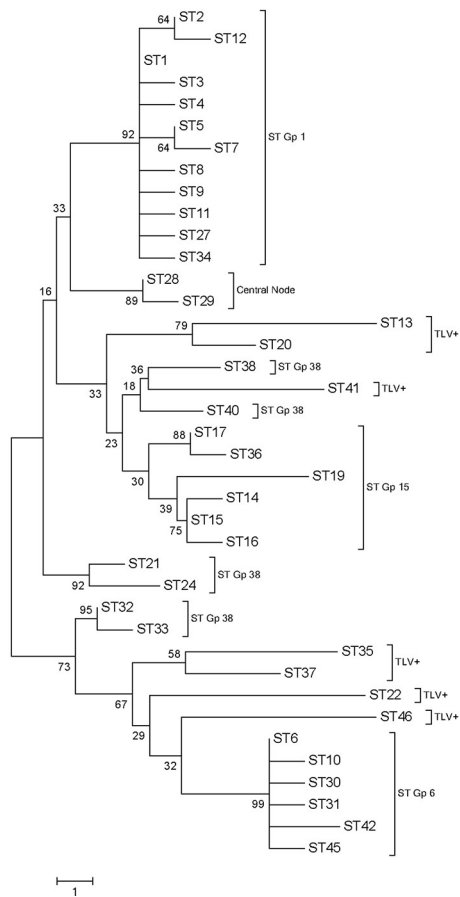 64
ST2
ST12
ST1
ST3
ST4
92
ST5
64
ST7
ST Gp 1
ST8
ST9
ST11
33
ST27
ST34
ST28
16
89
ST29
Central Node
79
ST13
ST20
TLV+
36
ST38
ST Gp 38
33
18
ST41
TLV+
ST40
ST Gp 38
23
88
ST17
ST36
30
ST19
ST Gp 15
39
ST14
75
ST15
ST16
ST21
92
ST24
ST Gp 38
95
ST32
ST33
ST Gp 38
73
58
ST35
ST37
TLV+
67
ST22
TLV+
29
ST46
TLV+
32
ST6
ST10
ST30
99
ST31
ST Gp 6
ST42
ST45
1